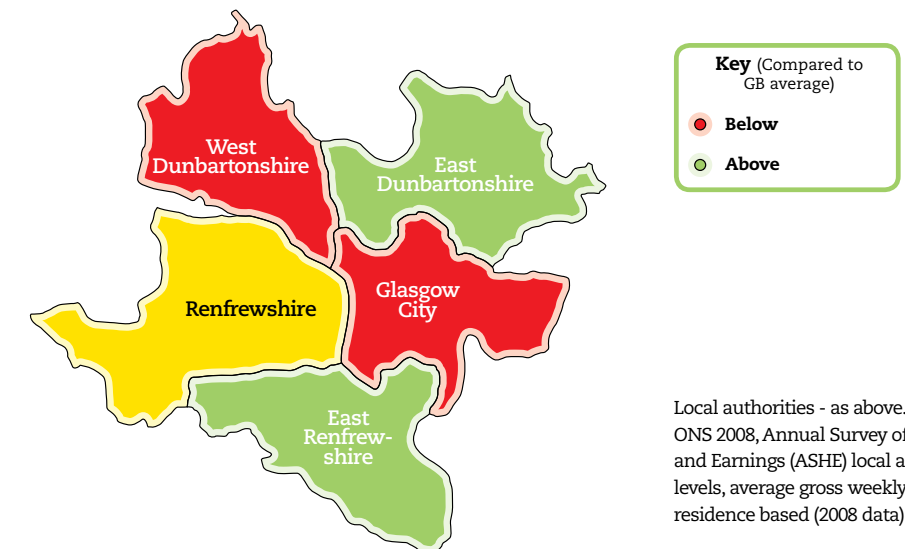 West
Dunbartonshire
East
Dunbartonshire
Renfrewshire
Glasgow
City
East
Renfrew-
shire
Key (Compared to
GB average)
Below
Above
Local authorities - as above.
ONS 2008, Annual Survey of
and Earnings (ASHE) local a
levels, average gross weekly
residence based (2008 data)